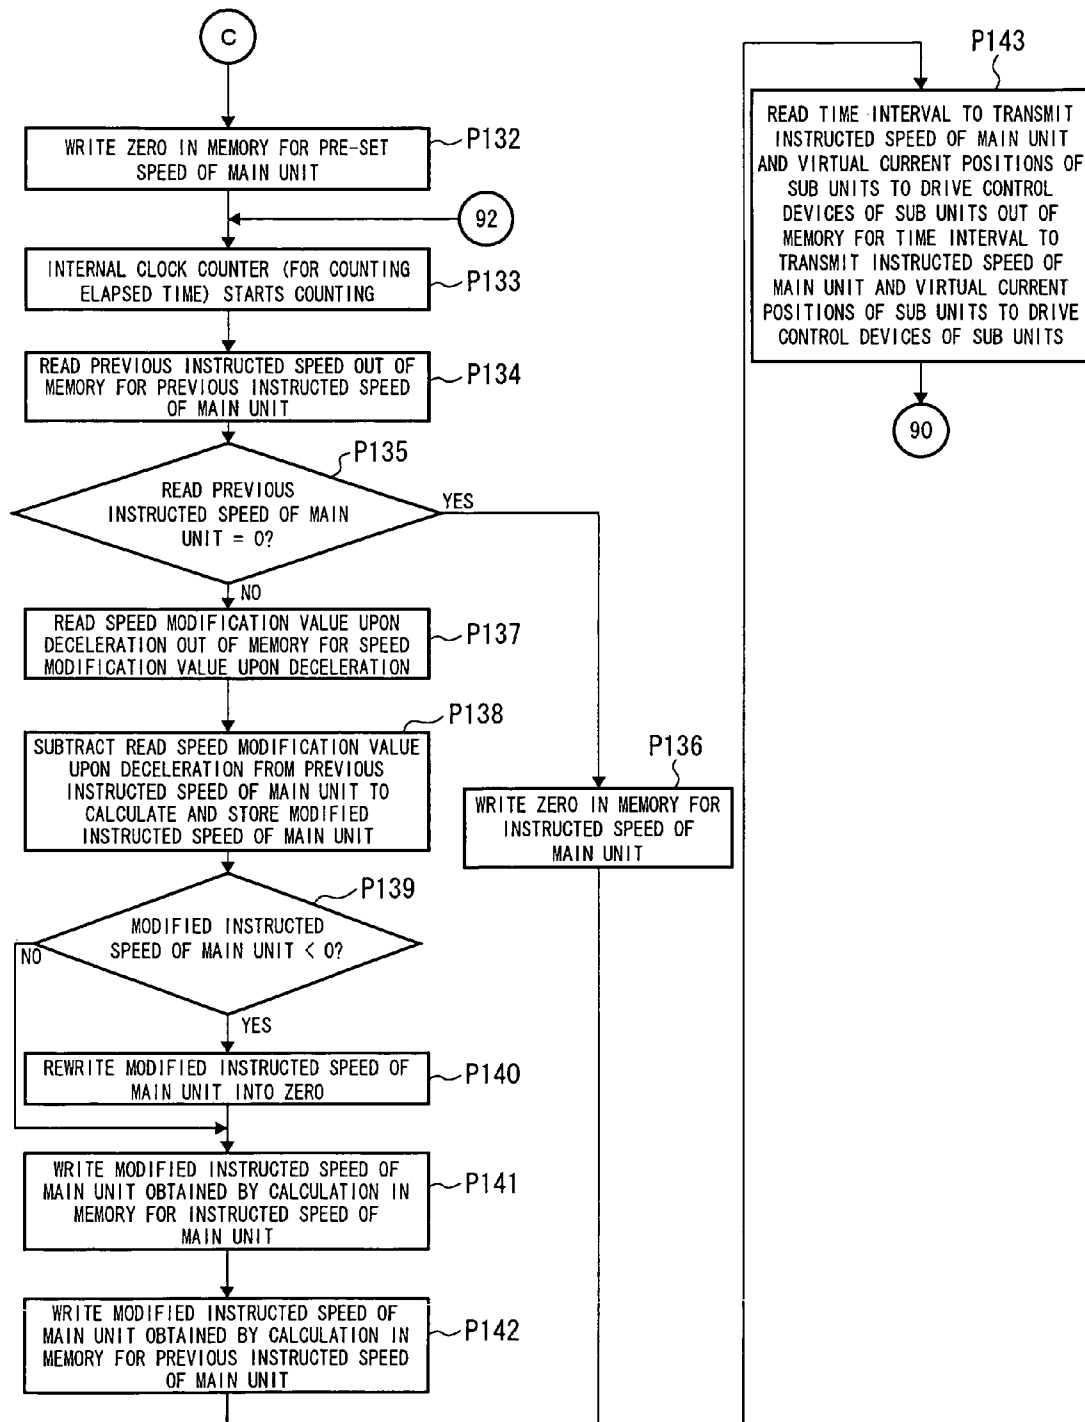 C
WRITE ZERO IN MEMORY FOR PRE-SET
SPEED OF MAIN UNIT
P132
92
INTERNAL CLOCK COUNTER (FOR COUNTING
ELAPSED TIME) STARTS COUNTING
P133
READ PREVIOUS INSTRUCTED SPEED OUT OF
MEMORY FOR PREVIOUS INSTRUCTED SPEED
OF MAIN UNIT
P134
P135
READ PREVIOUS
INSTRUCTED SPEED OF MAIN
UNIT = 0?
YES
NO
READ SPEED MODIFICATION VALUE UPON
DECELERATION OUT OF MEMORY FOR SPEED
MODIFICATION VALUE UPON DECELERATION
P137
P138
SUBTRACT READ SPEED MODIFICATION VALUE
UPON DECELERATION FROM PREVIOUS
INSTRUCTED SPEED OF MAIN UNIT TO
CALCULATE AND STORE MODIFIED
INSTRUCTED SPEED OF MAIN UNIT
P136
WRITE ZERO IN MEMORY FOR
INSTRUCTED SPEED OF
MAIN UNIT
P139
MODIFIED INSTRUCTED
SPEED OF MAIN UNIT < 0?
NO
YES
REWRITE MODIFIED INSTRUCTED SPEED OF
MAIN UNIT INTO ZERO
P140
WRITE MODIFIED INSTRUCTED SPEED OF
MAIN UNIT OBTAINED BY CALCULATION IN
MEMORY FOR INSTRUCTED SPEED OF
MAIN UNIT
P141
WRITE MODIFIED INSTRUCTED SPEED OF
MAIN UNIT OBTAINED BY CALCULATION IN
MEMORY FOR PREVIOUS INSTRUCTED SPEED
OF MAIN UNIT
P142
P143
READ TIME INTERVAL TO TRANSMIT
INSTRUCTED SPEED OF MAIN UNIT
AND VIRTUAL CURRENT POSITIONS OF
SUB UNITS TO DRIVE CONTROL
DEVICES OF SUB UNITS OUT OF
MEMORY FOR TIME INTERVAL TO
TRANSMIT INSTRUCTED SPEED OF
MAIN UNIT AND VIRTUAL CURRENT
POSITIONS OF SUB UNITS TO DRIVE
CONTROL DEVICES OF SUB UNITS
90